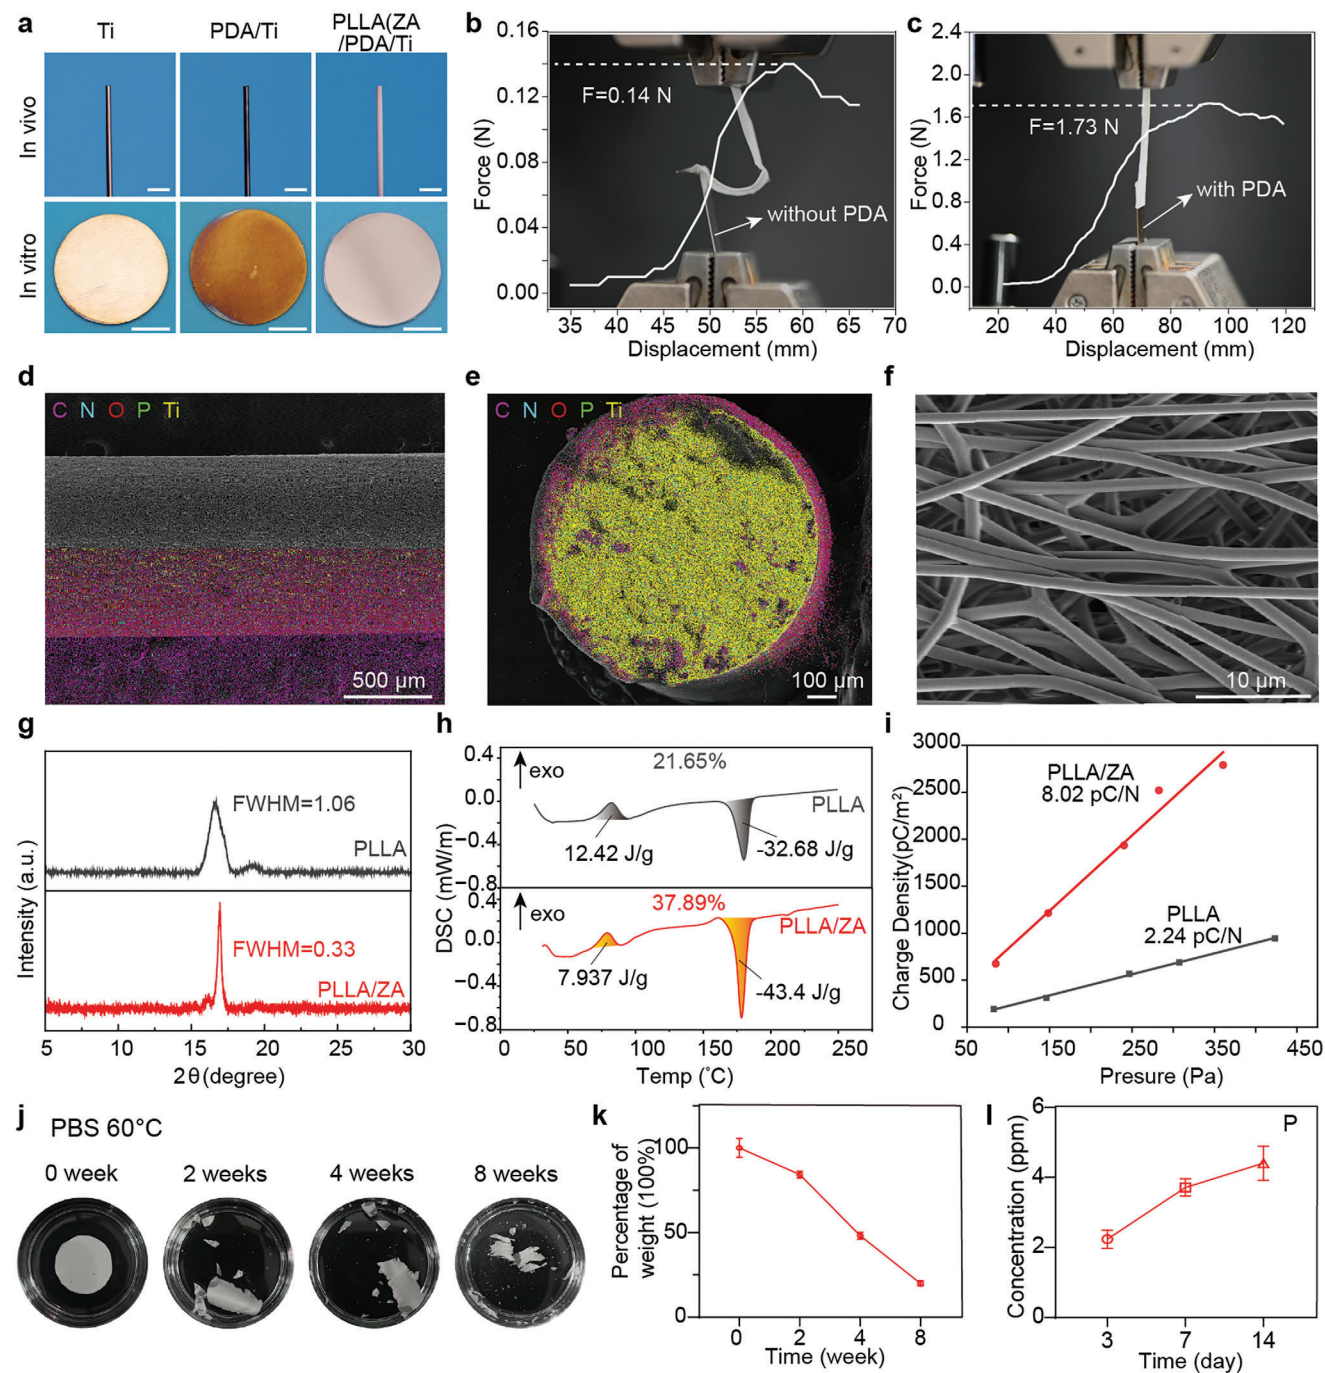 a
Ti
PDA/Ti
PLLA(ZA
/PDA/Ti
In vivo
In vitro
b
Force (N)
0.16
0.12
0.08
0.04
0.00
F=0.14 N
without PDA
35 40 45 50 55 60 65 70
Displacement (mm)
c
Force (N)
2.4
2.0
1.6
1.2
0.8
0.4
0.0
F=1.73 N
with PDA
20 40 60 80 100 120
Displacement (mm)
d
C N O P Ti
500 µm
e
C N O P Ti
100 µm
f
10 µm
g
Intensity (a.u.)
FWHM=1.06
PLLA
FWHM=0.33
PLLA/ZA
5 10 15 20 25 30
2θ(degree)
h
DSC (mW/m)
0.4
0.0
−0.4
−0.8
exo
21.65%
PLLA
12.42 J/g
-32.68 J/g
0.4
0.0
−0.4
−0.8
exo
37.89%
PLLA/ZA
7.937 J/g
-43.4 J/g
0 50 100 150 200 250
Temp (˚C)
i
Charge Density(pC/m²)
3000
2500
2000
1500
1000
500
0
PLLA/ZA
8.02 pC/N
PLLA
2.24 pC/N
50 150 250 350 450
Presure (Pa)
j
PBS 60°C
0 week
2 weeks
4 weeks
8 weeks
k
Percentage of
weight (100%)
100
50
0
0 2 4 8
Time (week)
l
Concentration (ppm)
6
4
2
0
P
3 7 14
Time (day)